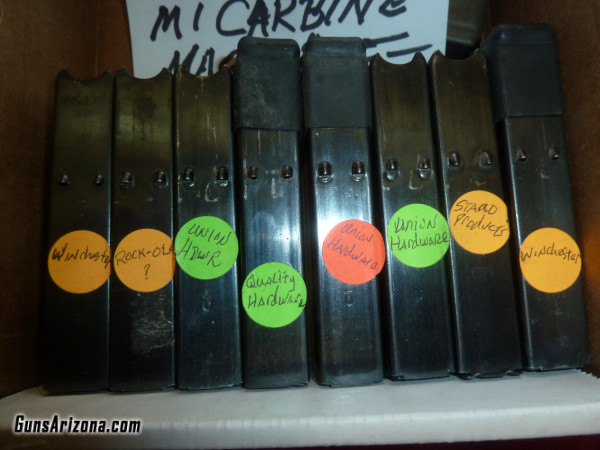 M1 CARBINE
Winchester
ROCK-OLA
?
UNION
HDWR
Quality
Hardware
Union
Hardware
Union
Hardware
STAND
Products
Winchester
GunsArizona.com